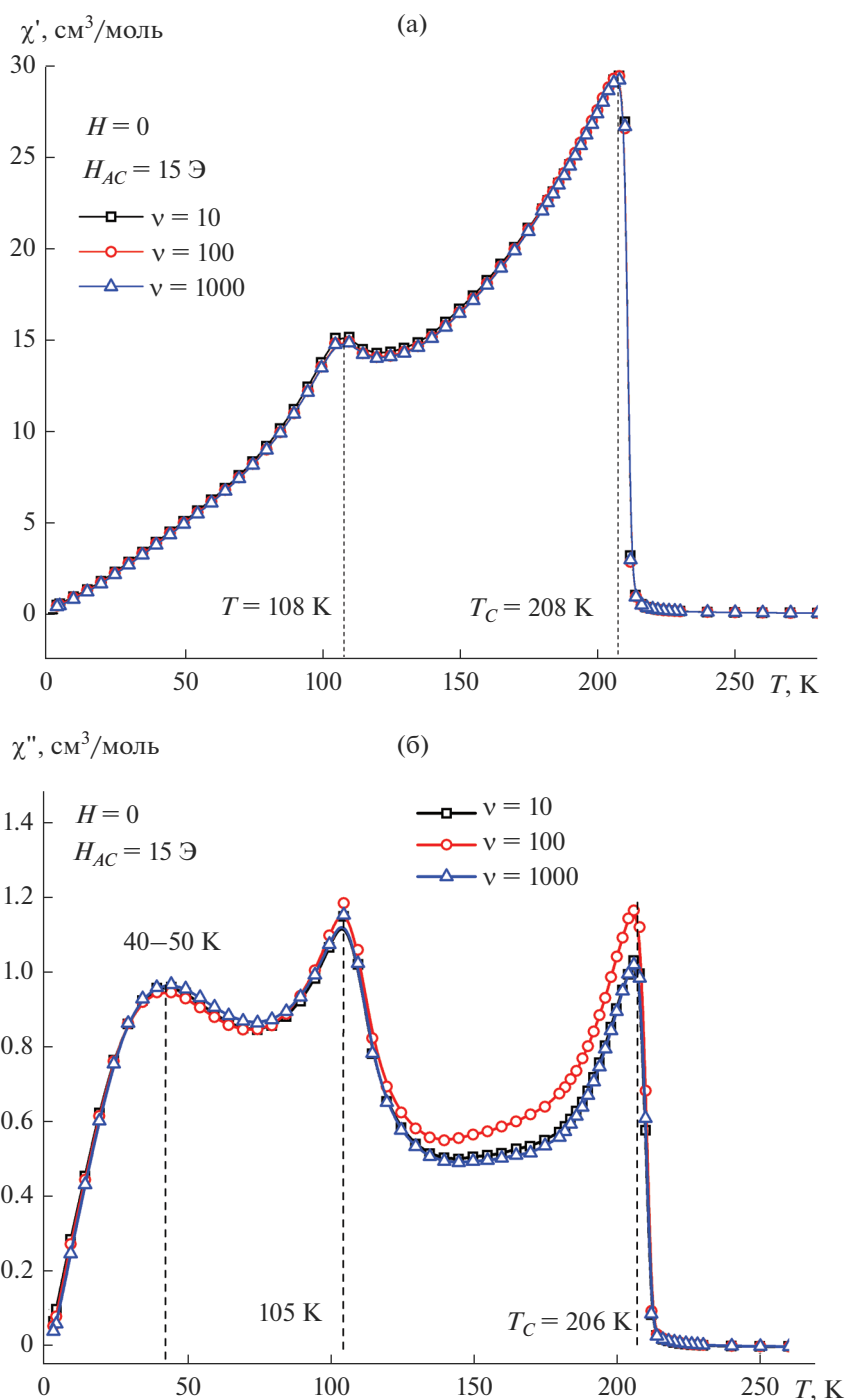 χ', см³/моль
(а)
30
H = 0
25
H_AC = 15 Э
ν = 10
20
ν = 100
ν = 1000
15
10
5
T = 108 K
T_C = 208 K
0
0 50 100 150 200 250 T, K
χ'', см³/моль
(б)
H = 0
ν = 10
1.4
H_AC = 15 Э
ν = 100
ν = 1000
1.2
40–50 K
1.0
0.8
0.6
0.4
0.2
105 K
T_C = 206 K
0
0 50 100 150 200 250 T, K